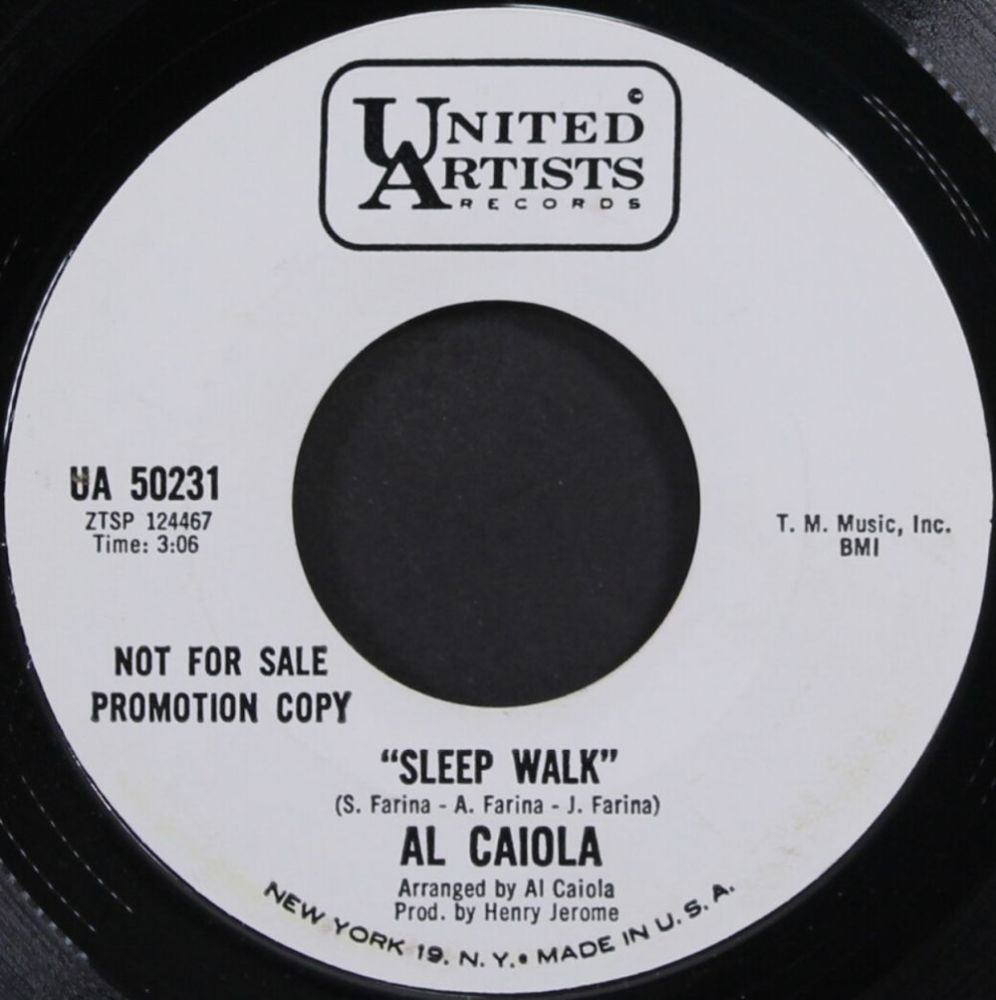 ©
UNITED
ARTISTS
RECORDS
UA 50231
ZTSP 124467
Time: 3:06
T. M. Music, Inc.
BMI
NOT FOR SALE
PROMOTION COPY
“SLEEP WALK”
(S. Farina - A. Farina - J. Farina)
AL CAIOLA
Arranged by Al Caiola
Prod. by Henry Jerome
NEW YORK 19, N.Y.• MADE IN U.S.A.